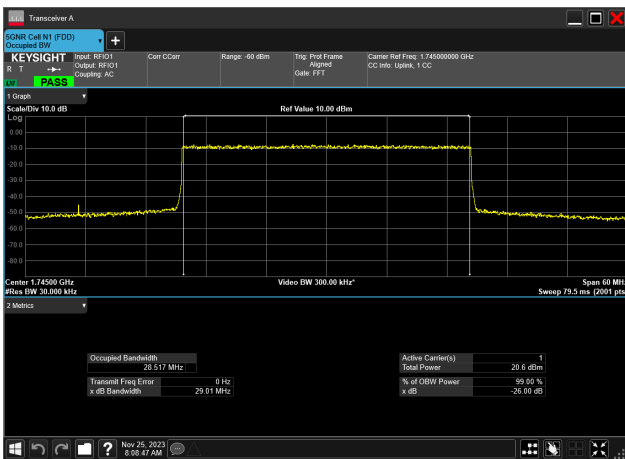 Transceiver A
5GNR Cell N1 (FDD)
Occupied BW
KEYSIGHT
R T
PASS
Input: RFIO1
Output: RFIO1
Coupling: AC
Corr CCorr
Range: -60 dBm
Trig: Prot Frame
Aligned
Gate: FFT
Carrier Ref Freq: 1.745000000 GHz
CC Info: Uplink, 1 CC
1 Graph
Scale/Div 10.0 dB
Ref Value 10.00 dBm
Log
0.00
-10.0
-20.0
-30.0
-40.0
-50.0
-60.0
-70.0
-80.0
Center 1.74500 GHz
Video BW 300.00 kHz*
Span 60 MHz
#Res BW 30.000 kHz
Sweep 79.5 ms (2001 pts
2 Metrics
Occupied Bandwidth
28.517 MHz
Transmit Freq Error 0 Hz
x dB Bandwidth 29.01 MHz
Active Carrier(s) 1
Total Power 20.6 dBm
% of OBW Power 99.00 %
x dB -26.00 dB
Nov 25, 2023
8:08:47 AM